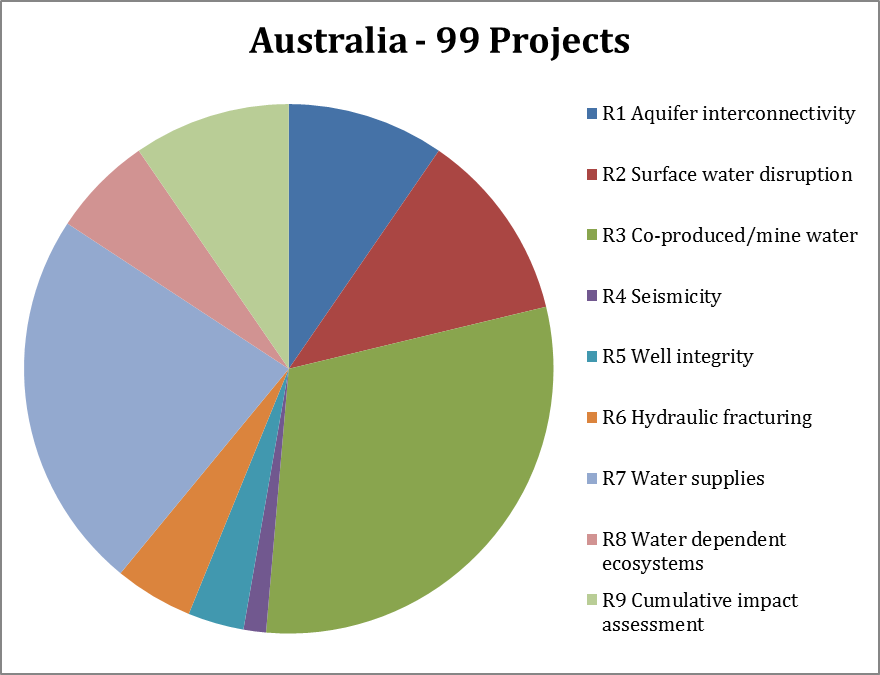 Australia - 99 Projects
R1 Aquifer interconnectivity
R2 Surface water disruption
R3 Co-produced/mine water
R4 Seismicity
R5 Well integrity
R6 Hydraulic fracturing
R7 Water supplies
R8 Water dependent
ecosystems
R9 Cumulative impact
assessment